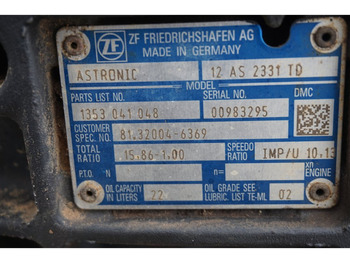 ZF ZF FRIEDRICHSHAFEN AG
MADE IN GERMANY
ASTRONIC 12 AS 2331 TD
MODEL
PARTS LIST NO. SERIAL NO. DMC
1353 041 048 00983295
CUSTOMER SPEC. NO. 81.32004-6369
TOTAL RATIO 15.86-1.00 SPEEDO RATIO IMP/U 10.13
P.T.O. N n= xn ENGINE
OIL CAPACITY IN LITERS 22 OIL GRADE SEE LUBRIC. LIST TE-ML 02